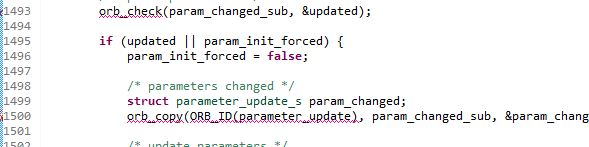 1493 orb_check(param_changed_sub, &updated);
1494
1495 if (updated || param_init_forced) {
1496 param_init_forced = false;
1497
1498 /* parameters changed */
1499 struct parameter_update_s param_changed;
1500 orb_copy(ORB_ID(parameter_update), param_changed_sub, &param_chang
1501
1502 /* update parameters */